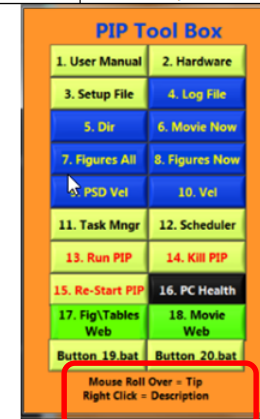 PIP Tool Box
1. User Manual 2. Hardware
3. Setup File 4. Log File
5. Dir 6. Movie Now
7. Figures All 8. Figures Now
PSD Vel 10. Vel
11. Task Mngr 12. Scheduler
13. Run PIP 14. Kill PIP
15. Re-Start PIP 16. PC Health
17. Fig\Tables 18. Movie
Web Web
Button 19.bat Button 20.bat
Mouse Roll Over = Tip
Right Click = Description